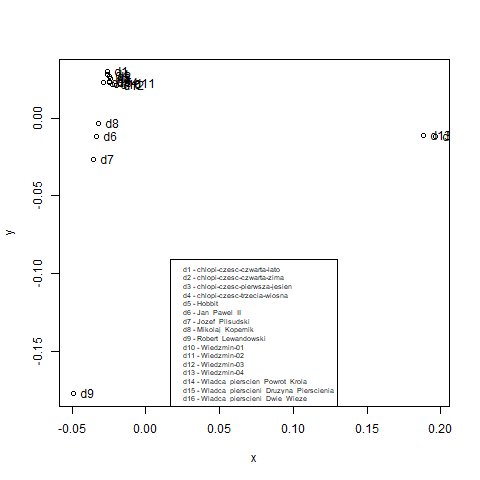 d1
d11
d2
d8
d6
d7
d9
0.00
-0.05
-0.10
-0.15
y
-0.05
0.00
0.05
0.10
0.15
0.20
x
d1 - chlopi-czesc-czwarta-lato
d2 - chlopi-czesc-czwarta-zima
d3 - chlopi-czesc-pierwsza-jesien
d4 - chlopi-czesc-trzecia-wiosna
d5 - Hobbit
d6 - Jan Pawel II
d7 - Jozef Pilsudski
d8 - Mikolaj Kopernik
d9 - Robert Lewandowski
d10 - Wiedzmin-01
d11 - Wiedzmin-02
d12 - Wiedzmin-03
d13 - Wiedzmin-04
d14 - Wladca pierscien Powrot Krola
d15 - Wladca pierscieni Druzyna Pierscienia
d16 - Wladca pierscieni Dwie Wieze